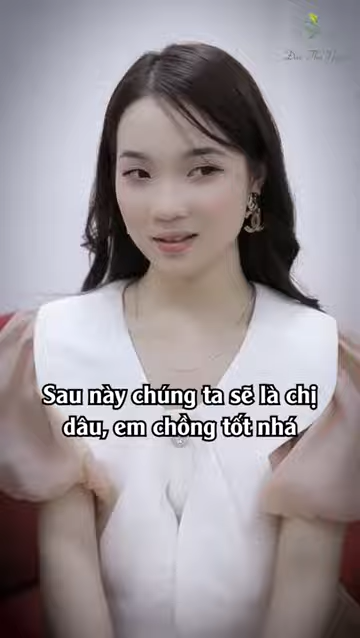 Sau này chúng ta sẽ là chị
dâu, em chồng tốt nhá